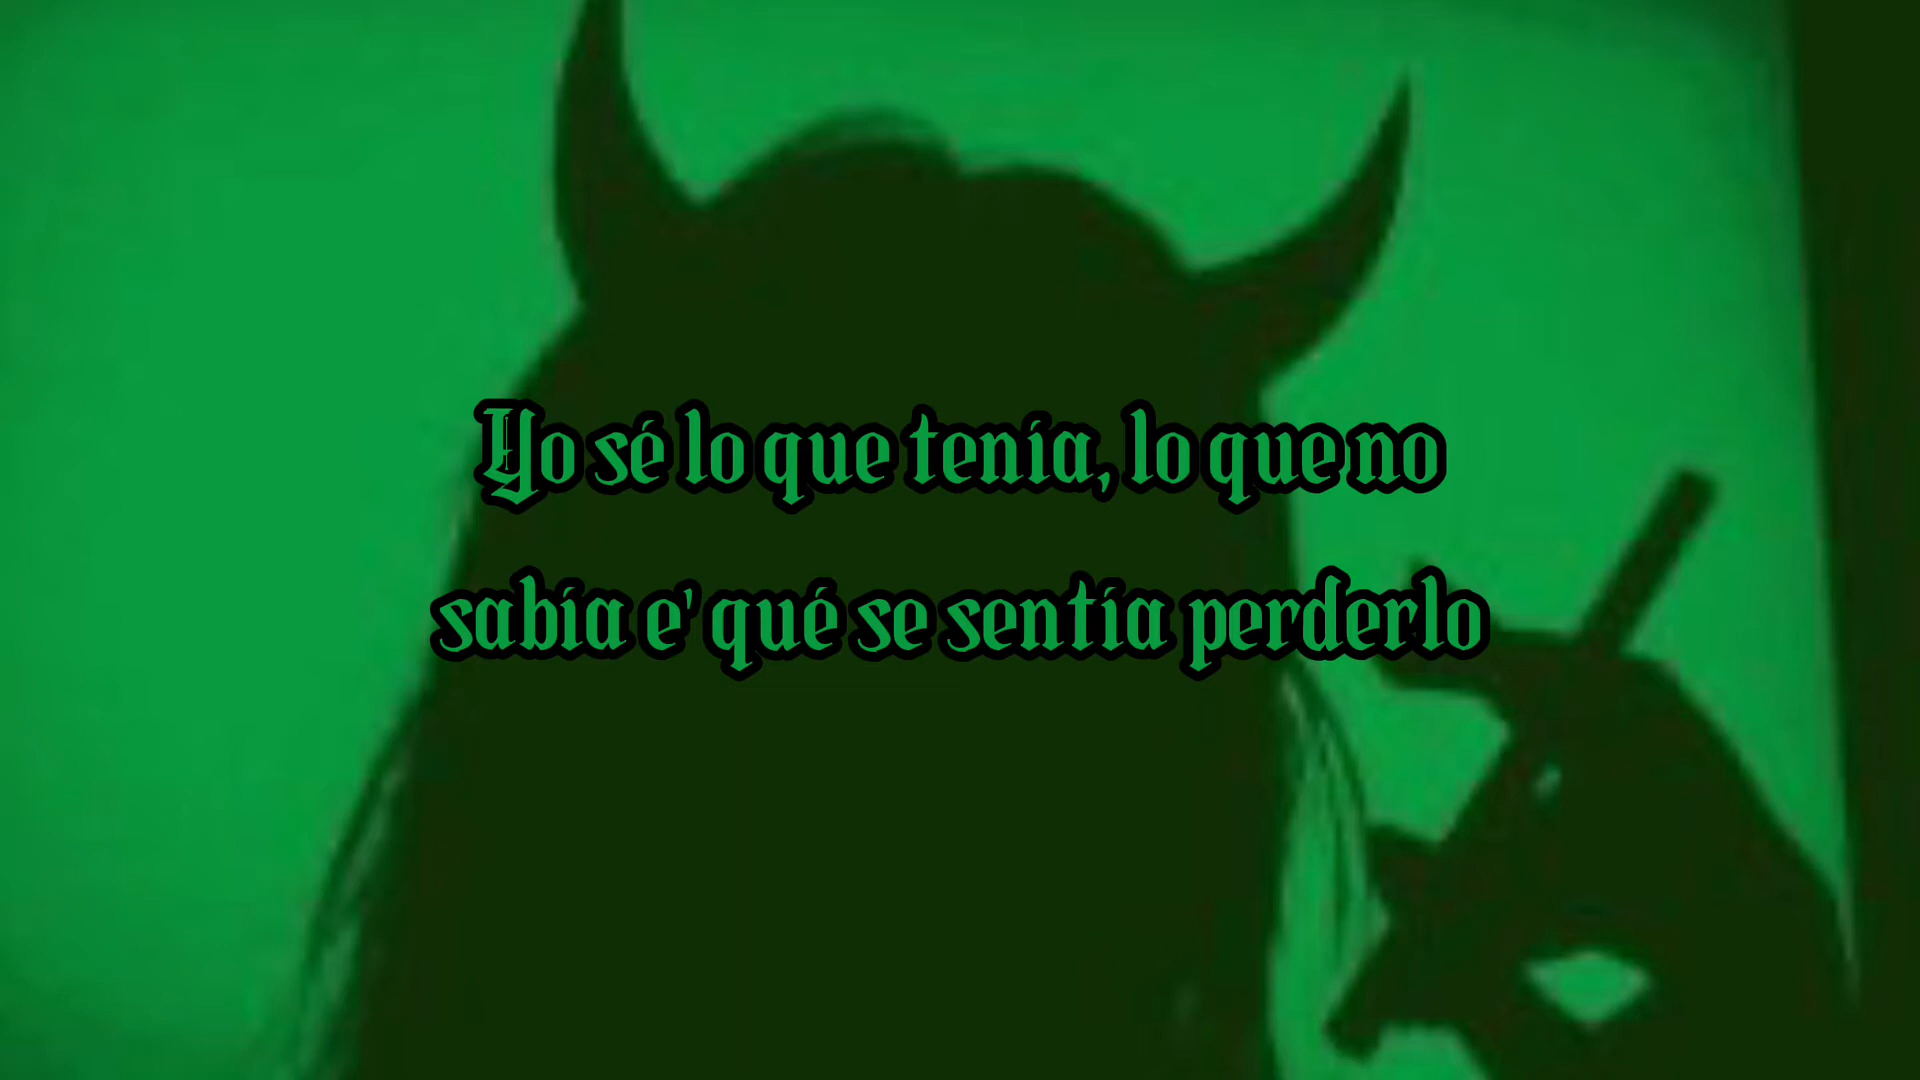 Yo sé lo que tenía, lo que no
sabía e' qué se sentía perderlo